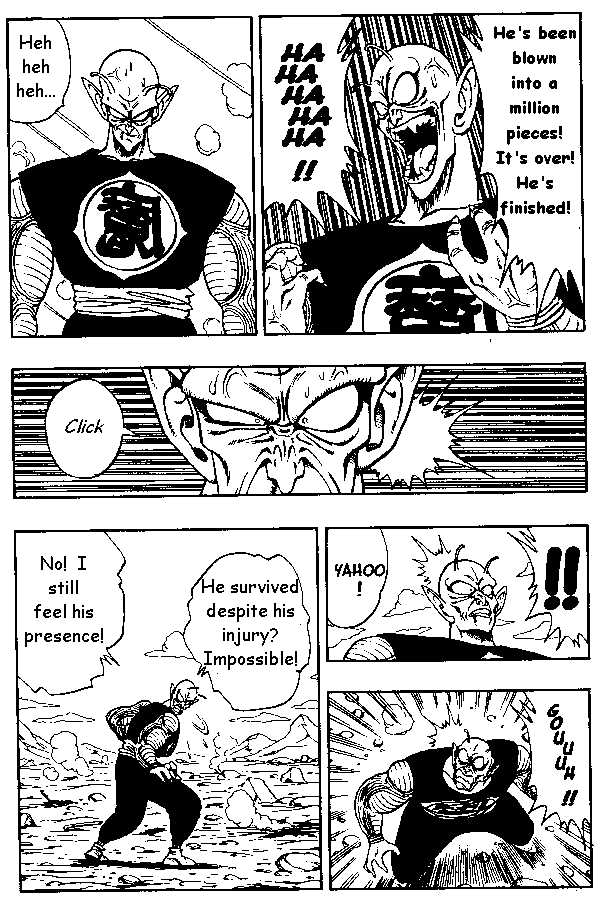 Heh
heh
heh...
HA
HA
HA
HA
HA
!!
He's been
blown
into a
million
pieces!
It's over!
He's
finished!
Click
No! I
still
feel his
presence!
He survived
despite his
injury?
Impossible!
YAHOO
!
!!
GOUUUH
!!